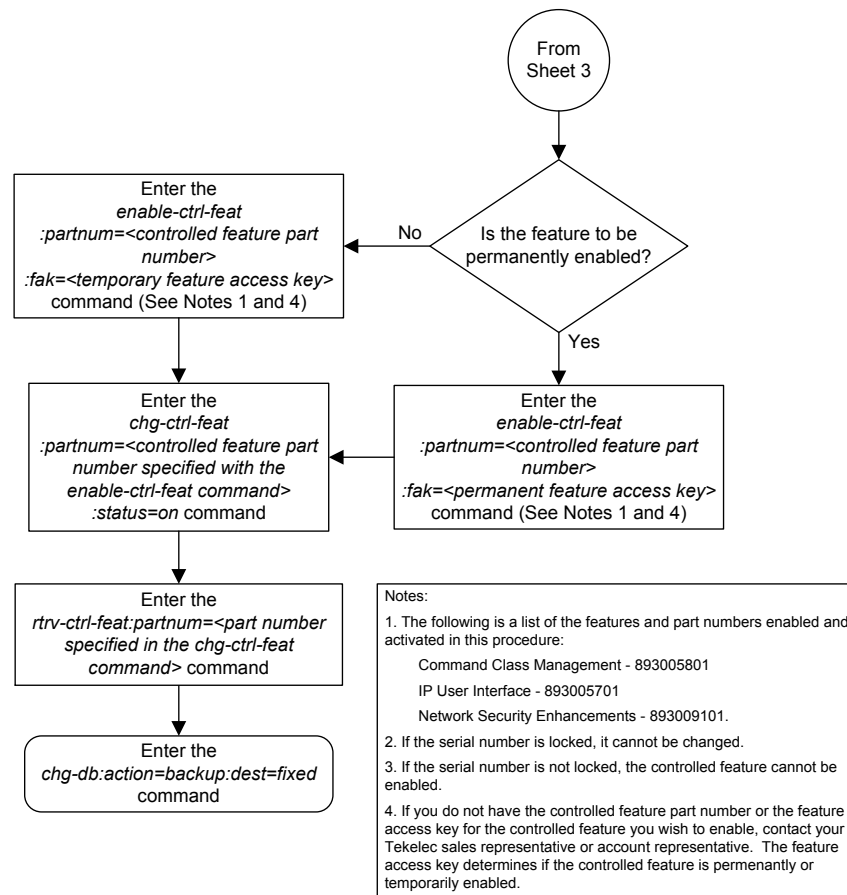 From
Sheet 3
Is the feature to be
permanently enabled?
No
Yes
Enter the
enable-ctrl-feat
:partnum=<controlled feature part
number>
:fak=<temporary feature access key>
command (See Notes 1 and 4)
Enter the
enable-ctrl-feat
:partnum=<controlled feature part
number>
:fak=<permanent feature access key>
command (See Notes 1 and 4)
Enter the
chg-ctrl-feat
:partnum=<controlled feature part
number specified with the
enable-ctrl-feat command>
:status=on command
Enter the
rtrv-ctrl-feat:partnum=<part number
specified in the chg-ctrl-feat
command> command
Enter the
chg-db:action=backup:dest=fixed
command
Notes:
1. The following is a list of the features and part numbers enabled and
activated in this procedure:
Command Class Management - 893005801
IP User Interface - 893005701
Network Security Enhancements - 893009101.
2. If the serial number is locked, it cannot be changed.
3. If the serial number is not locked, the controlled feature cannot be
enabled.
4. If you do not have the controlled feature part number or the feature
access key for the controlled feature you wish to enable, contact your
Tekelec sales representative or account representative.  The feature
access key determines if the controlled feature is permenantly or
temporarily enabled.